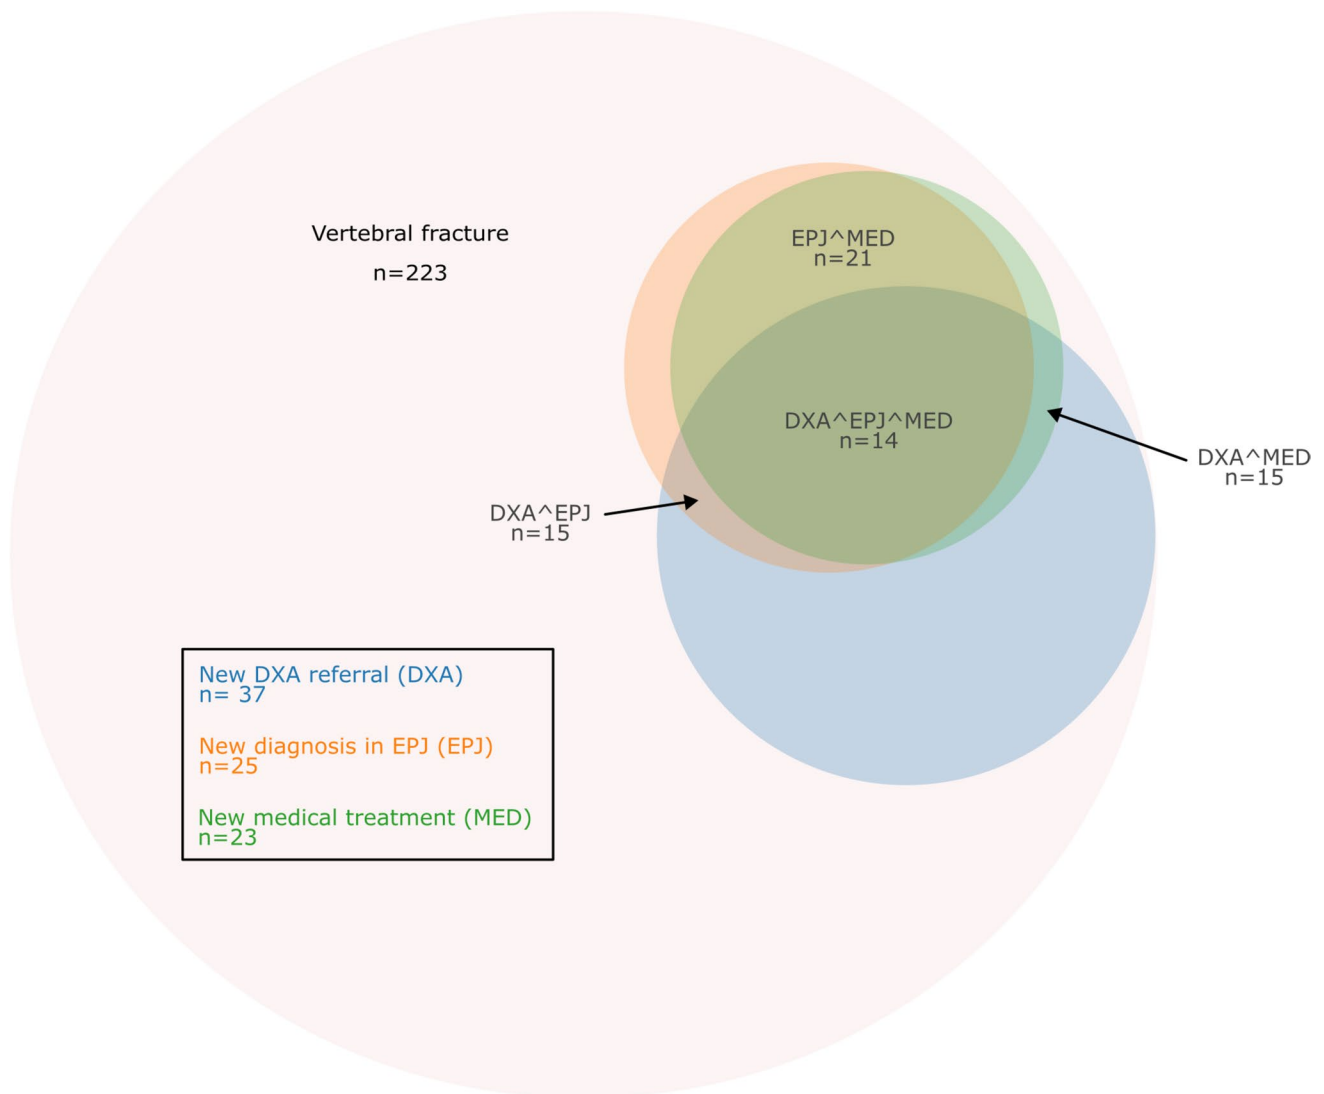 Vertebral fracture
n=223
EPJ^MED
n=21
DXA^EPJ^MED
n=14
DXA^MED
n=15
DXA^EPJ
n=15
New DXA referral (DXA)
n= 37
New diagnosis in EPJ (EPJ)
n=25
New medical treatment (MED)
n=23